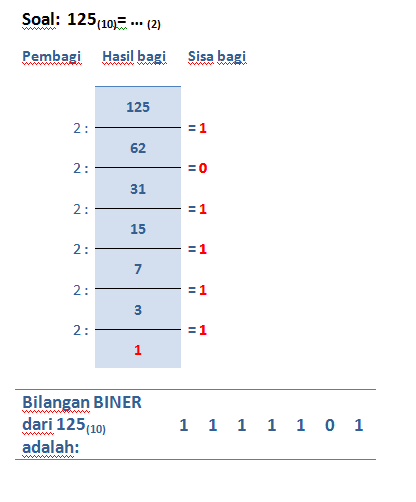 Soal: 125(10)= ... (2)
Pembagi Hasil bagi Sisa bagi
125
2 : = 1
62
2 : = 0
31
2 : = 1
15
2 : = 1
7
2 : = 1
3
2 : = 1
1
Bilangan BINER
dari 125(10) 1 1 1 1 1 0 1
adalah: